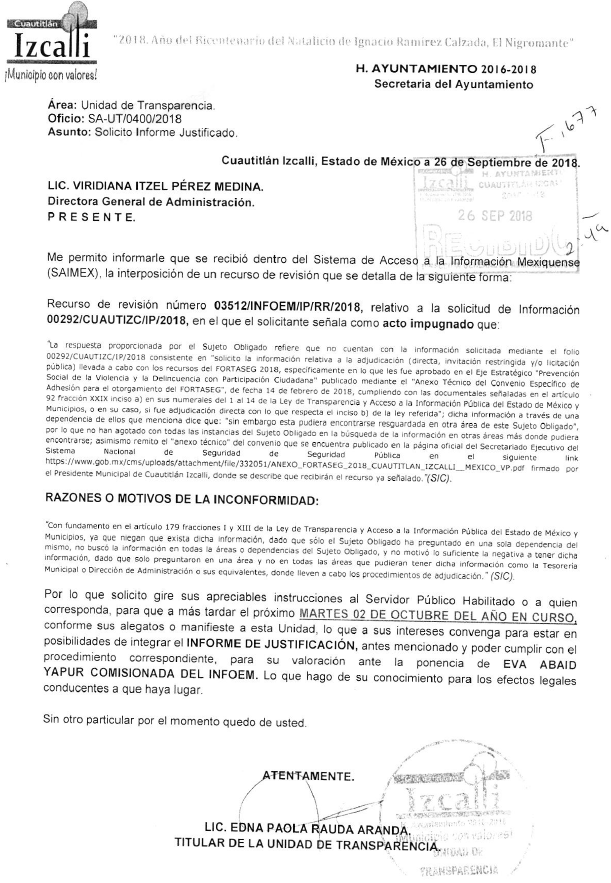 Cuautitlán
Izcalli
¡Municipio con valores!
"2018. Año del Bicentenario del Natalicio de Ignacio Ramírez Calzada, El Nigromante"
H. AYUNTAMIENTO 2016-2018
Secretaria del Ayuntamiento
Área: Unidad de Transparencia.
Oficio: SA-UT/0400/2018
Asunto: Solicito Informe Justificado.
Cuautitlán Izcalli, Estado de México a 26 de Septiembre de 2018.
H. AYUNTAMIENTO
Izcalli CUAUTITLAN IZCALLI
26 SEP 2018
RECIBIDO
LIC. VIRIDIANA ITZEL PÉREZ MEDINA.
Directora General de Administración.
P R E S E N T E.
Me permito informarle que se recibió dentro del Sistema de Acceso a la Información Mexiquense
(SAIMEX), la interposición de un recurso de revisión que se detalla de la siguiente forma:
Recurso de revisión número 03512/INFOEM/IP/RR/2018, relativo a la solicitud de Información
00292/CUAUTIZC/IP/2018, en el que el solicitante señala como acto impugnado que:
"La respuesta proporcionada por el Sujeto Obligado refiere que no cuentan con la información solicitada mediante el folio
00292/CUAUTIZC/IP/2018 consistente en "solicito la información relativa a la adjudicación (directa, invitación restringida y/o licitación
pública) llevada a cabo con los recursos del FORTASEG 2018, específicamente en lo que les fue aprobado en el Eje Estratégico "Prevención
Social de la Violencia y la Delincuencia con Participación Ciudadana" publicado mediante el "Anexo Técnico del Convenio Específico de
Adhesión para el otorgamiento del FORTASEG", de fecha 14 de febrero de 2018, cumpliendo con las documentales señaladas en el artículo
92 fracción XXIX inciso a) en sus numerales del 1 al 14 de la Ley de Transparencia y Acceso a la Información Pública del Estado de México y
Municipios, o en su caso, si fue adjudicación directa con lo que respecta el inciso b) de la ley referida"; dicha información a través de una
dependencia de ellos que menciona dice que: "sin embargo esta pudiera encontrarse resguardada en otra área de este Sujeto Obligado",
por lo que no han agotado todas las instancias del Sujeto Obligado en la búsqueda de la información en otras áreas más donde pudiera
encontrarse; asimismo remito el "anexo técnico" del convenio que se encuentra publicado en la página oficial del Secretariado Ejecutivo del
Sistema Nacional de Seguridad de Seguridad Pública en el siguiente link
https://www.gob.mx/cms/uploads/attachment/file/332051/ANEXO_FORTASEG_2018_CUAUTITLAN_IZCALLI__MEXICO_VP.pdf firmado por
el Presidente Municipal de Cuautitlán Izcalli, donde se describe que recibirán el recurso ya señalado."(SIC).
RAZONES O MOTIVOS DE LA INCONFORMIDAD:
"Con fundamento en el artículo 179 fracciones I y XIII de la Ley de Transparencia y Acceso a la Información Pública del Estado de México y
Municipios, ya que niegan que exista dicha información, dado que sólo el Sujeto Obligado ha preguntado en una sola dependencia del
mismo, no buscó la información en todas la áreas o dependencias del Sujeto Obligado, y no motivó lo suficiente la negativa a tener dicha
información, dado que solo preguntaron en una área y no en todas las áreas que pudieran tener dicha información como la Tesorería
Municipal o Dirección de Administración o sus equivalentes, donde lleven a cabo los procedimientos de adjudicación." (SIC).
Por lo que solicito gire sus apreciables instrucciones al Servidor Público Habilitado o a quien
corresponda, para que a más tardar el próximo MARTES 02 DE OCTUBRE DEL AÑO EN CURSO,
conforme sus alegatos o manifieste a esta Unidad, lo que a sus intereses convenga para estar en
posibilidades de integrar el INFORME DE JUSTIFICACIÓN, antes mencionado y poder cumplir con el
procedimiento correspondiente, para su valoración ante la ponencia de EVA ABAID
YAPUR COMISIONADA DEL INFOEM. Lo que hago de su conocimiento para los efectos legales
conducentes a que haya lugar.
Sin otro particular por el momento quedo de usted.
ATENTAMENTE.
LIC. EDNA PAOLA RAUDA ARANDA.
TITULAR DE LA UNIDAD DE TRANSPARENCIA.
Izcalli
¡Municipio con valores!
UNIDAD DE
TRANSPARENCIA